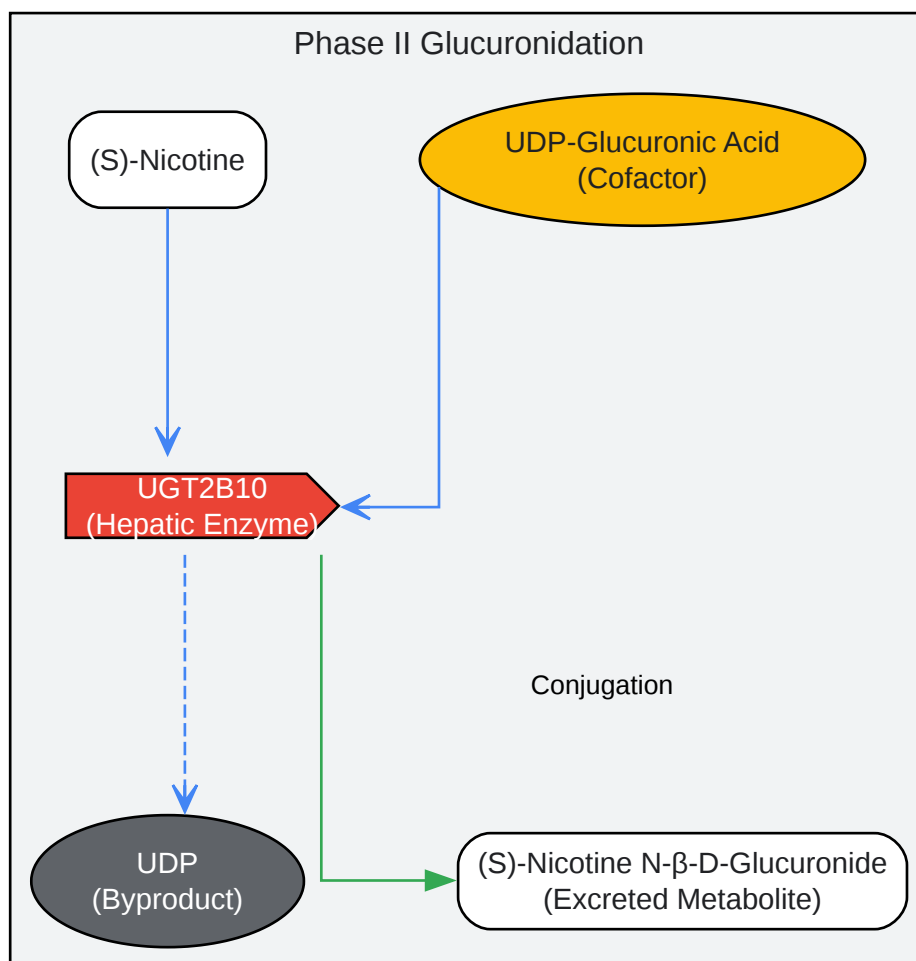 Phase II Glucuronidation
(S)-Nicotine
UDP-Glucuronic Acid
(Cofactor)
UGT2B10
(Hepatic Enzyme)
Conjugation
UDP
(Byproduct)
(S)-Nicotine N-β-D-Glucuronide
(Excreted Metabolite)